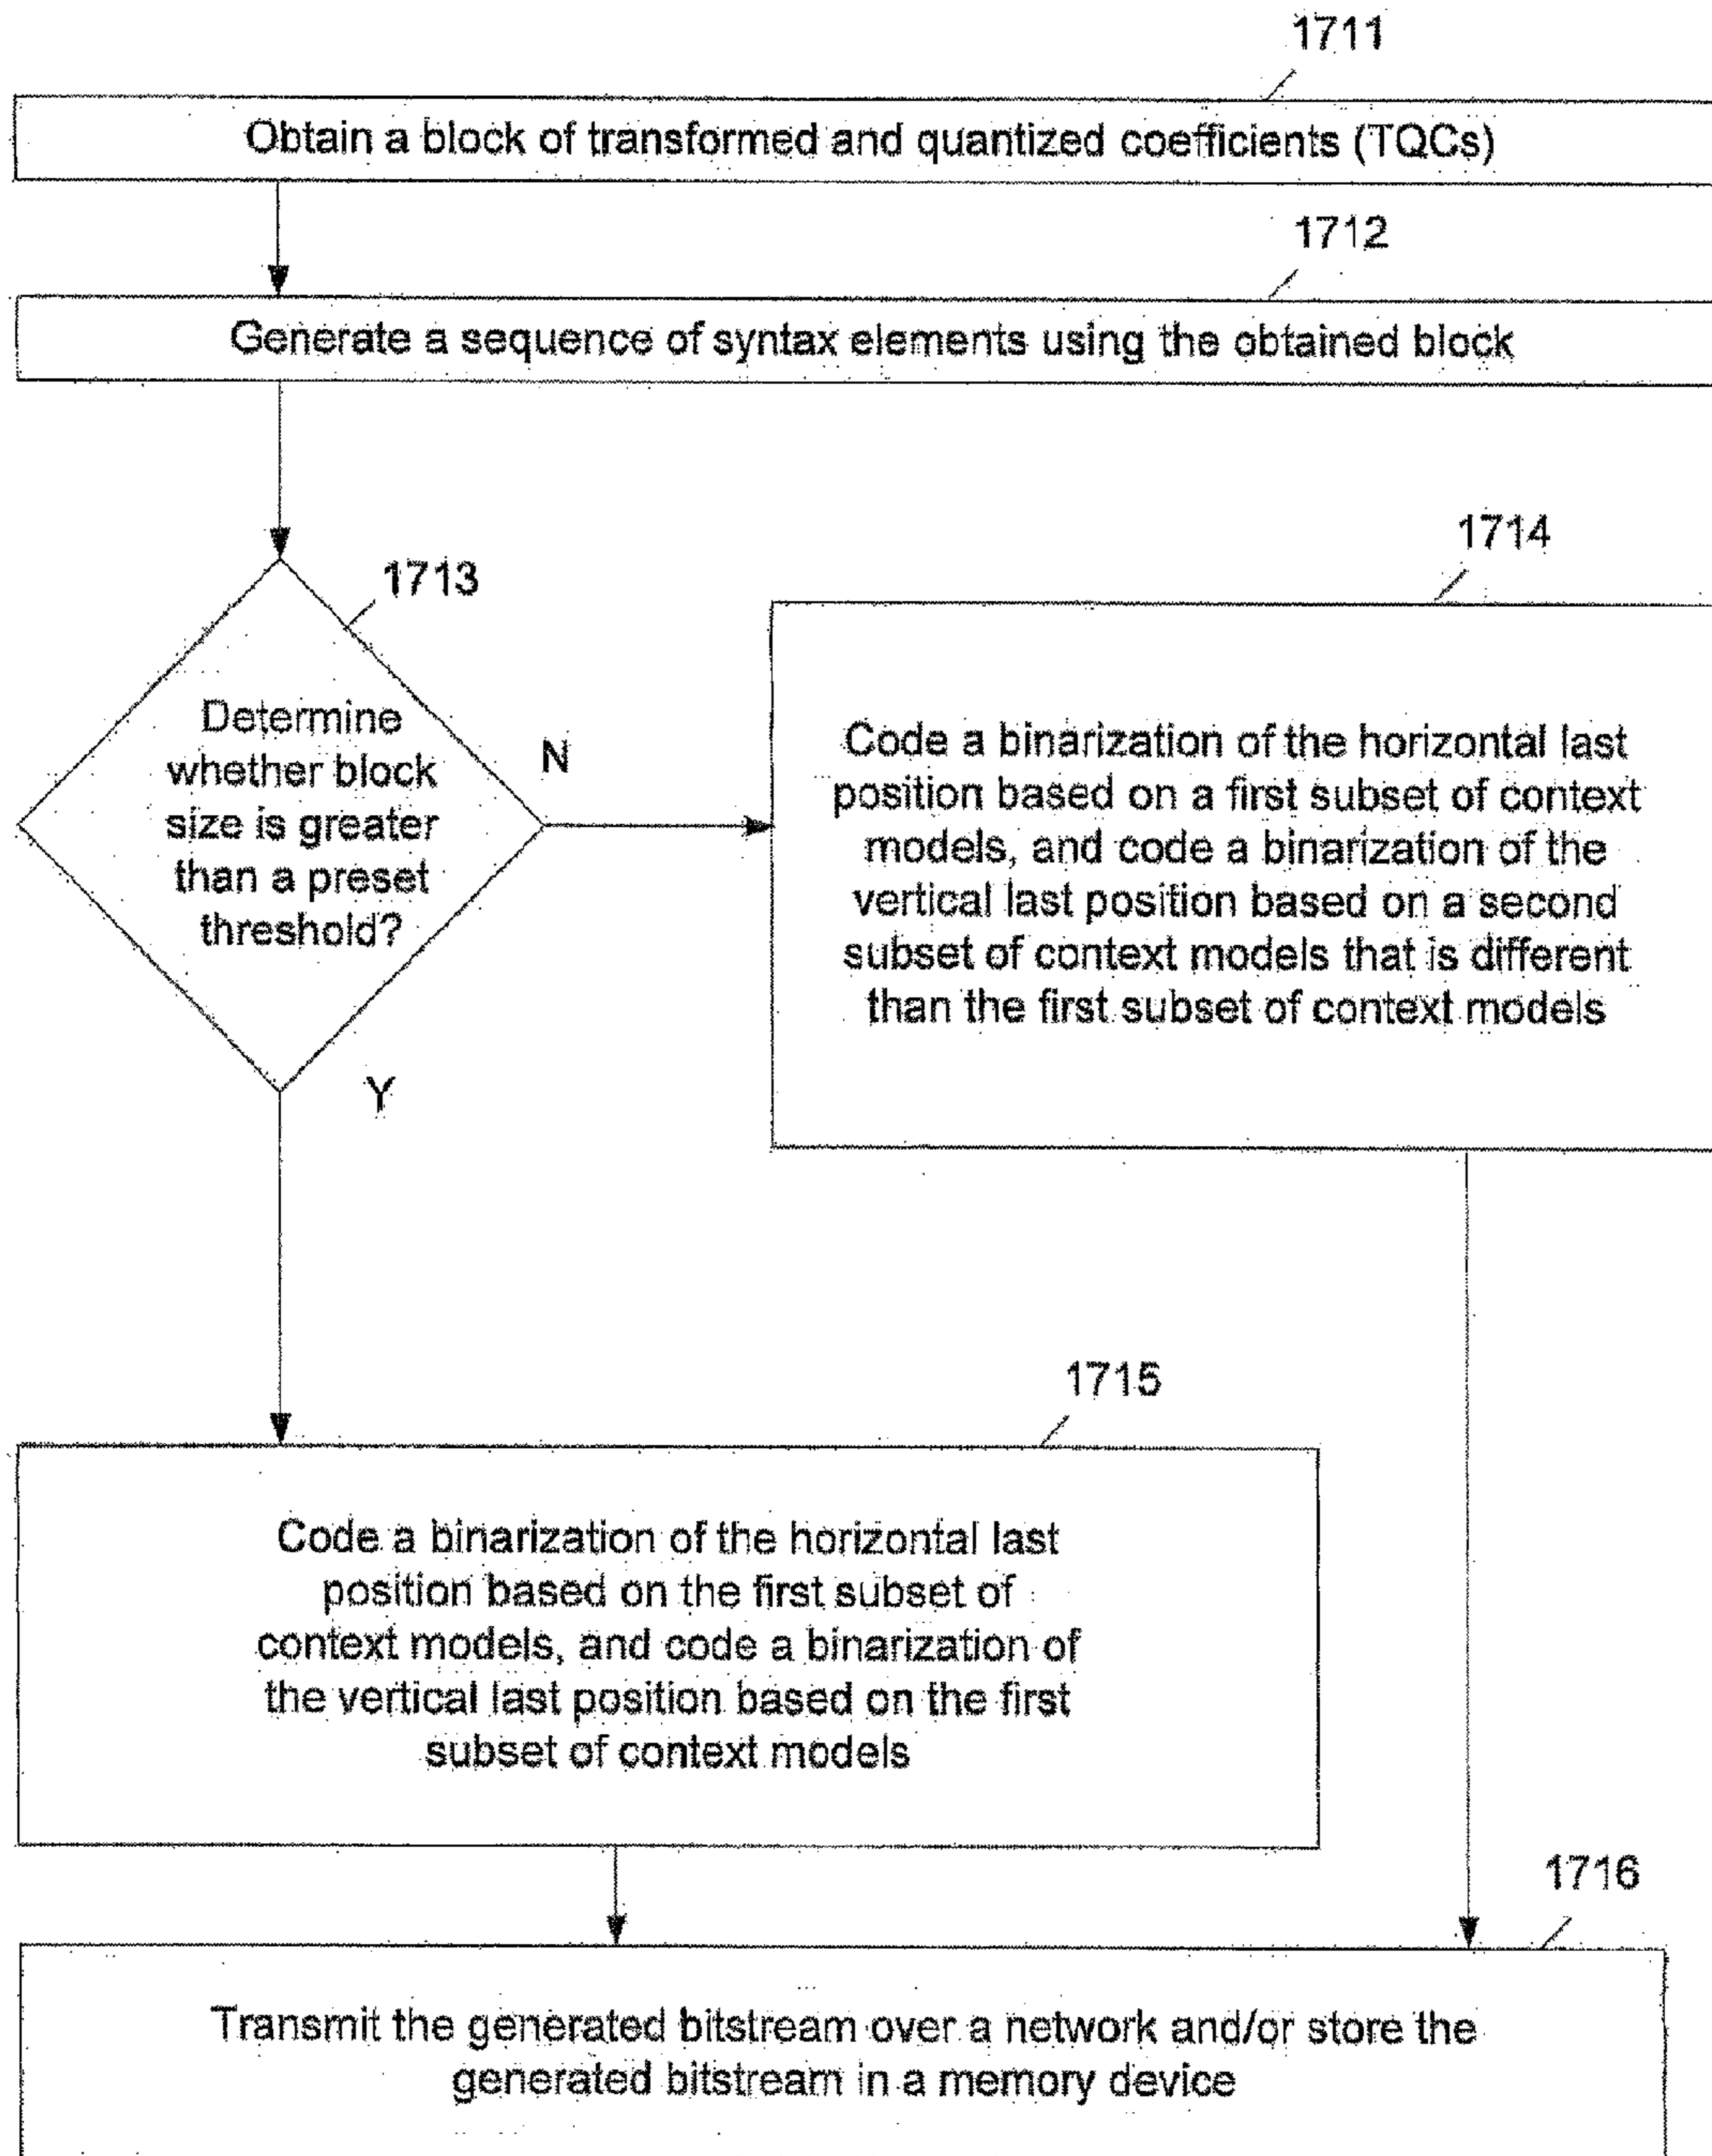 1711
Obtain a block of transformed and quantized coefficients (TQCs)
1712
Generate a sequence of syntax elements using the obtained block
1713
Determine
whether block
size is greater
than a preset
threshold?
N
Y
1714
Code a binarization of the horizontal last
position based on a first subset of context
models, and code a binarization of the
vertical last position based on a second
subset of context models that is different
than the first subset of context models
1715
Code a binarization of the horizontal last
position based on the first subset of
context models, and code a binarization of
the vertical last position based on the first
subset of context models
1716
Transmit the generated bitstream over a network and/or store the
generated bitstream in a memory device